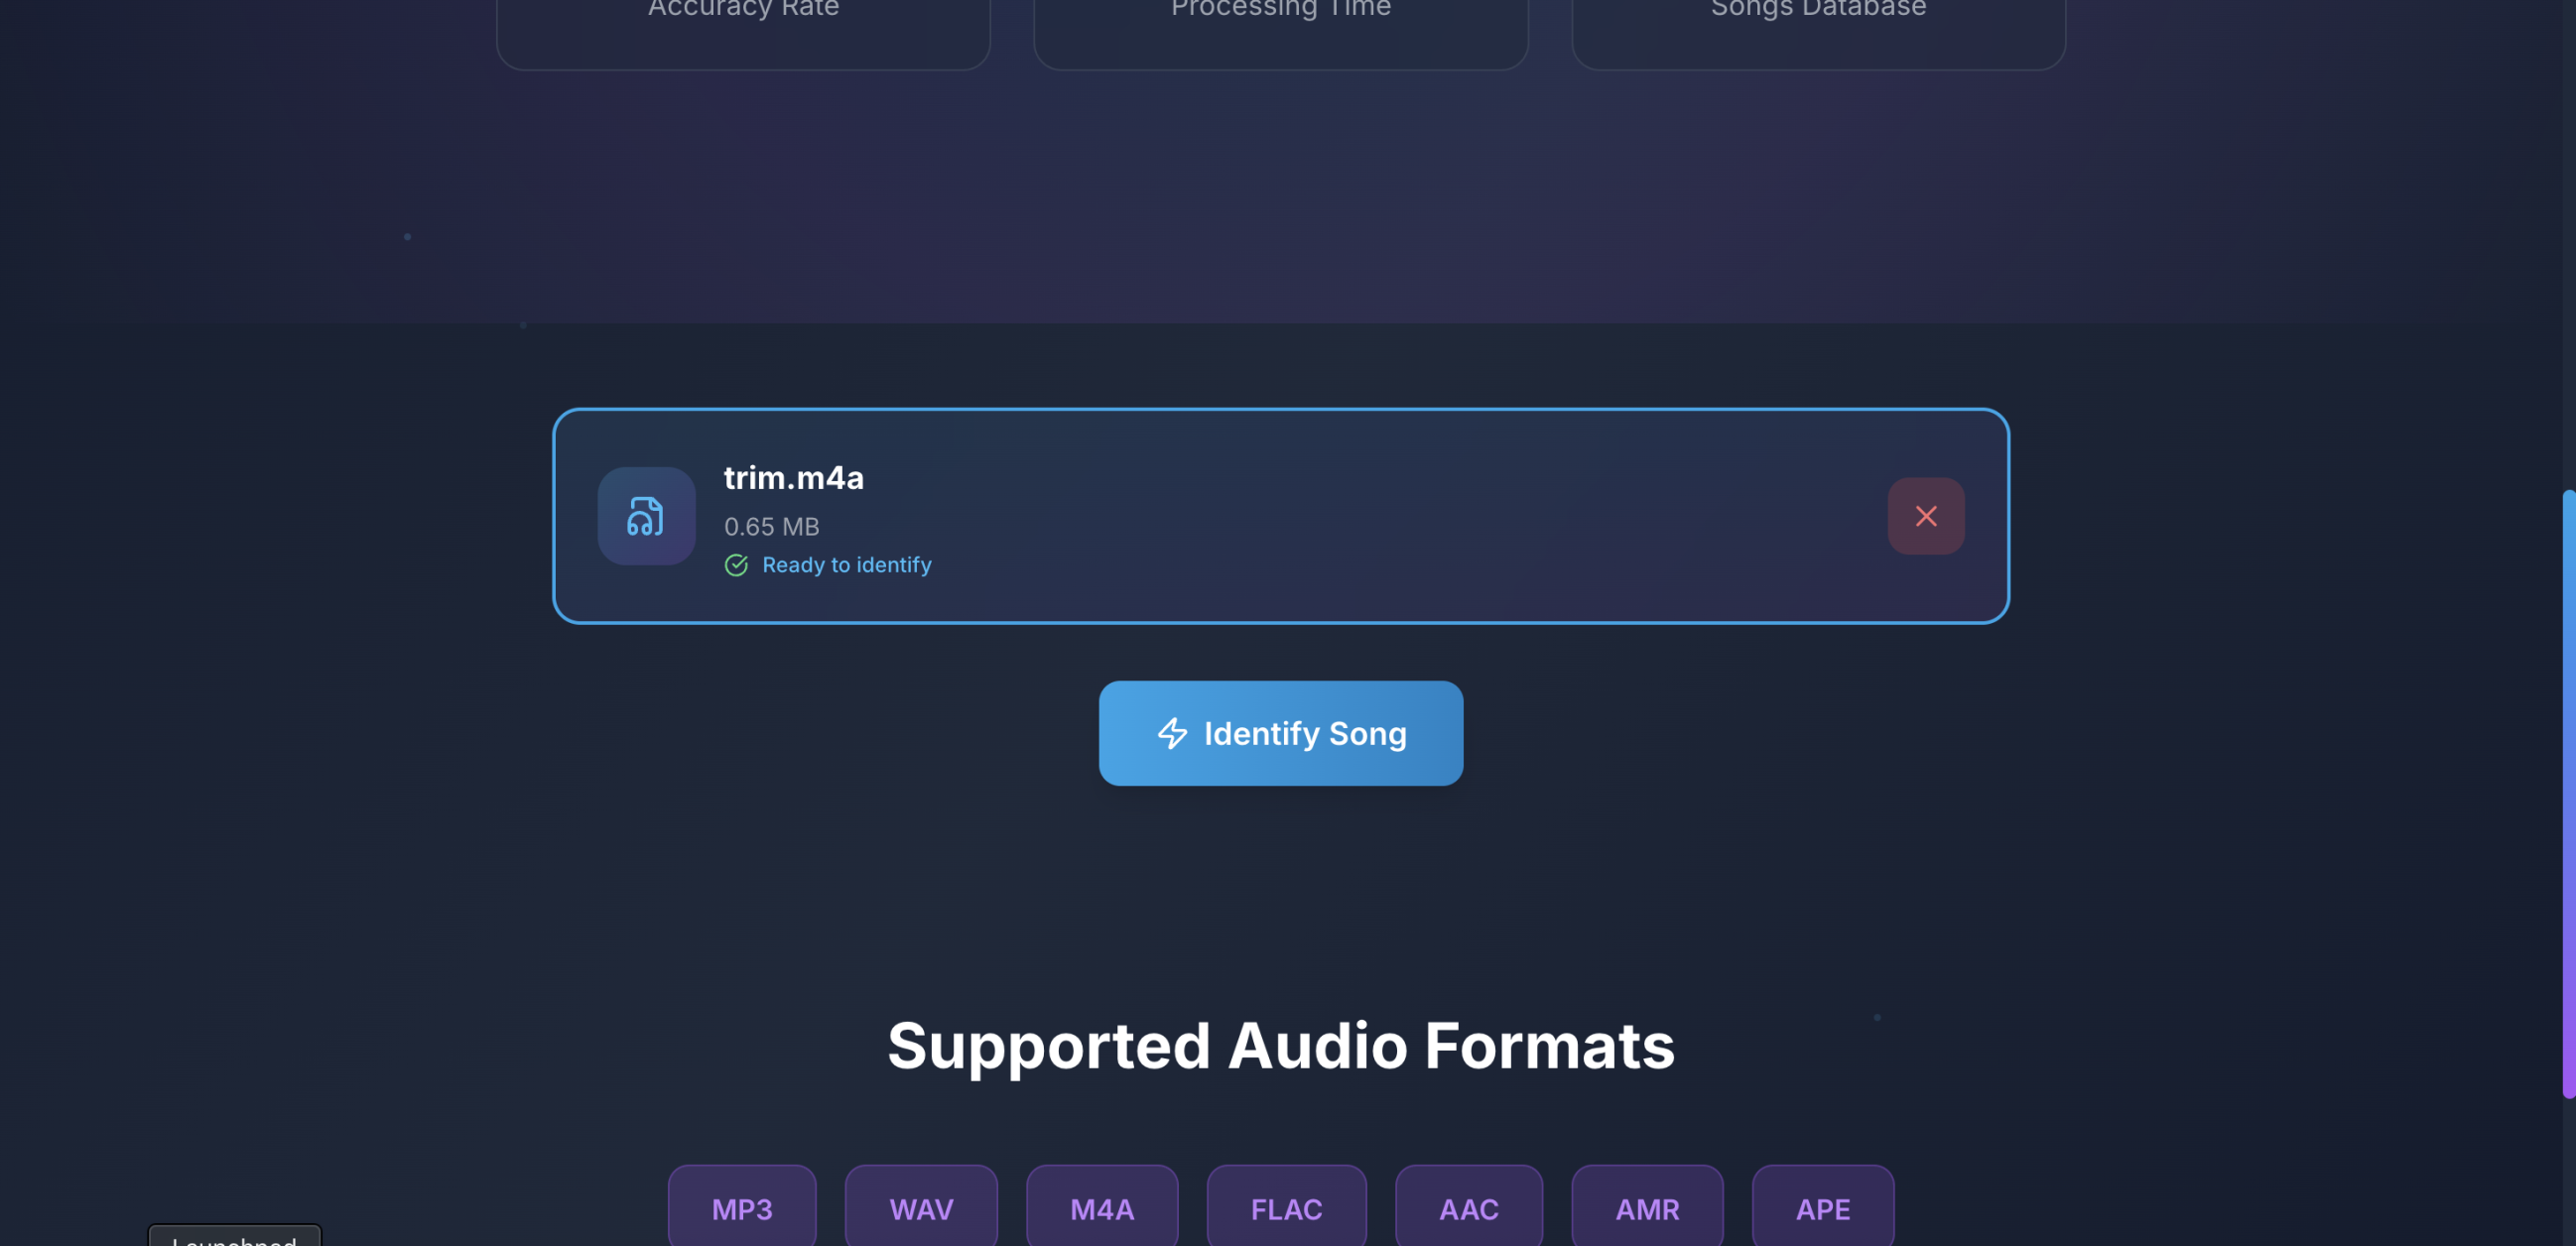 Accuracy Rate
Processing Time
Songs Database
trim.m4a
0.65 MB
Ready to identify
Identify Song
Supported Audio Formats
MP3
WAV
M4A
FLAC
AAC
AMR
APE
Launchpad